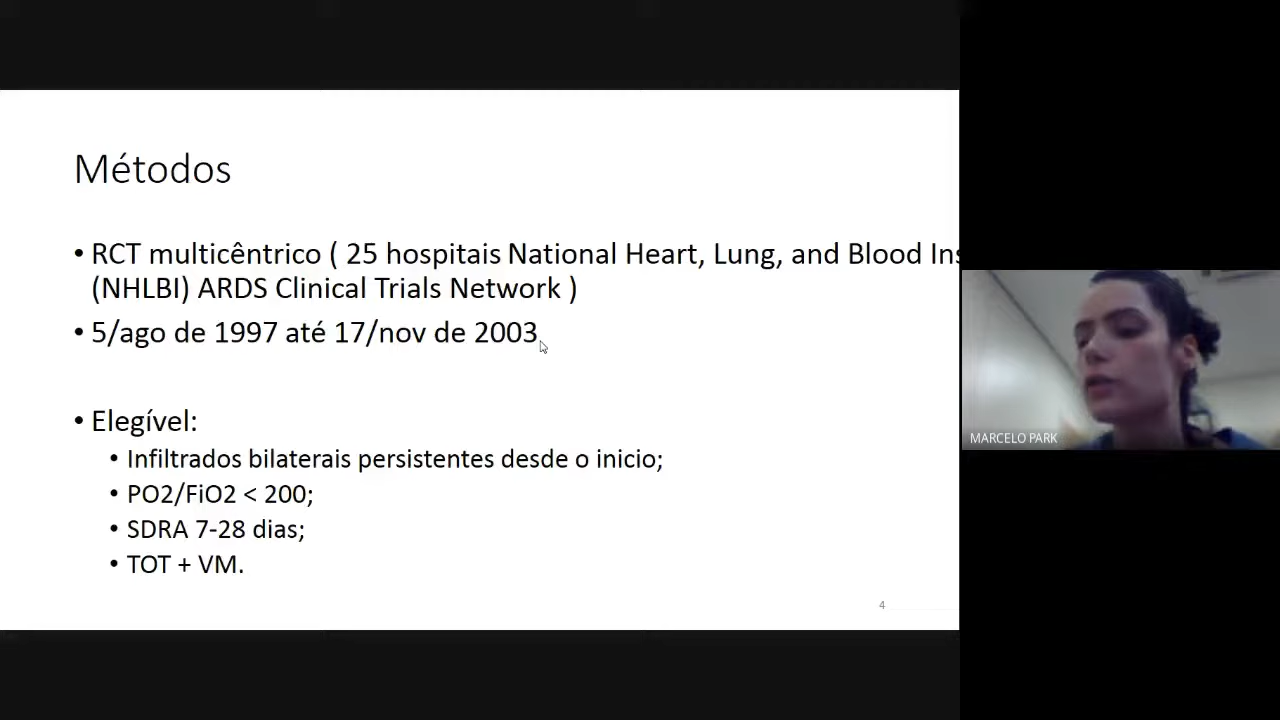 Métodos
• RCT multicêntrico ( 25 hospitais National Heart, Lung, and Blood
(NHLBI) ARDS Clinical Trials Network )
• 5/ago de 1997 até 17/nov de 2003
• Elegível:
• Infiltrados bilaterais persistentes desde o inicio;
• PO2/FiO2 < 200;
• SDRA 7-28 dias;
• TOT + VM.
4
MARCELO PARK